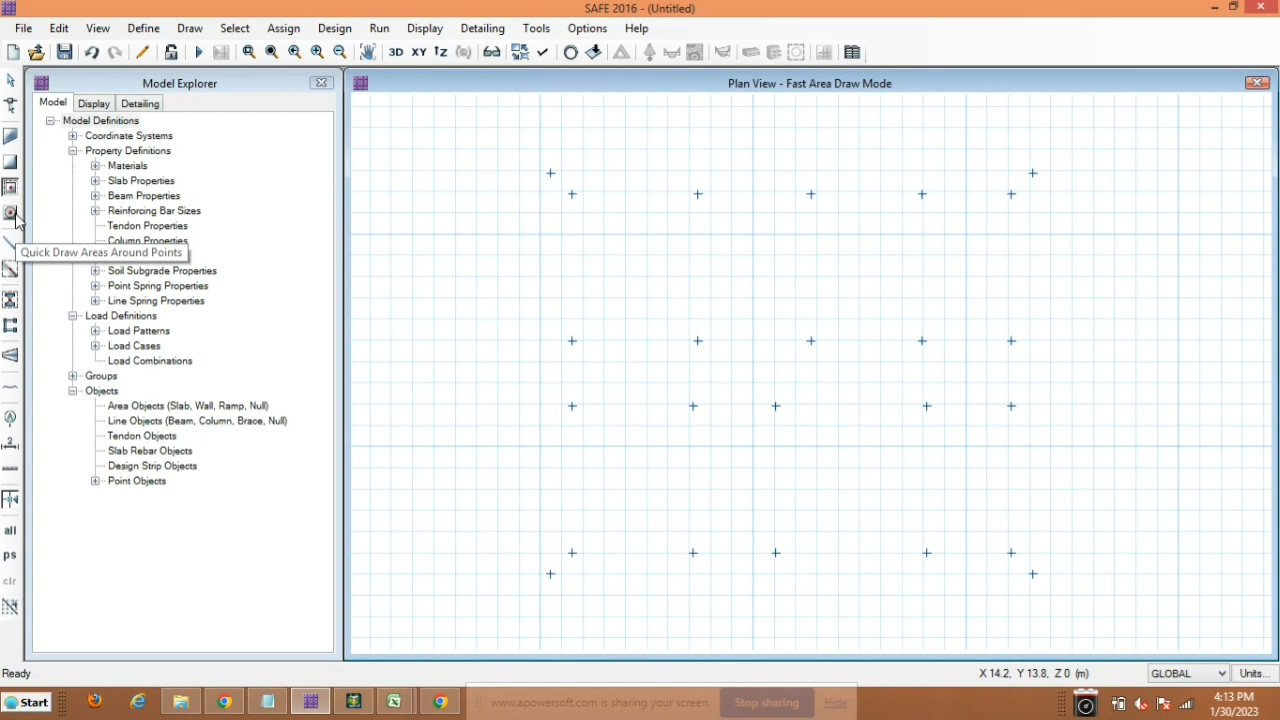 SAFE 2016 - (Untitled)
File Edit View Define Draw Select Assign Design Run Display Detailing Tools Options Help
3D XY
Model Explorer
Plan View - Fast Area Draw Mode
Model Display Detailing
Model Definitions
Coordinate Systems
Property Definitions
Materials
Slab Properties
Beam Properties
Reinforcing Bar Sizes
Tendon Properties
Column Properties
Quick Draw Areas Around Points
Soil Subgrade Properties
Point Spring Properties
Line Spring Properties
Load Definitions
Load Patterns
Load Cases
Load Combinations
Groups
Objects
Area Objects (Slab, Wall, Ramp, Null)
Line Objects (Beam, Column, Brace, Null)
Tendon Objects
Slab Rebar Objects
Design Strip Objects
Point Objects
all
ps
clr
Ready
X 14.2, Y 13.8, Z 0 (m)
GLOBAL
Units...
Start
www.apowersoft.com is sharing your screen.
Stop sharing
Hide
4:13 PM
1/30/2023